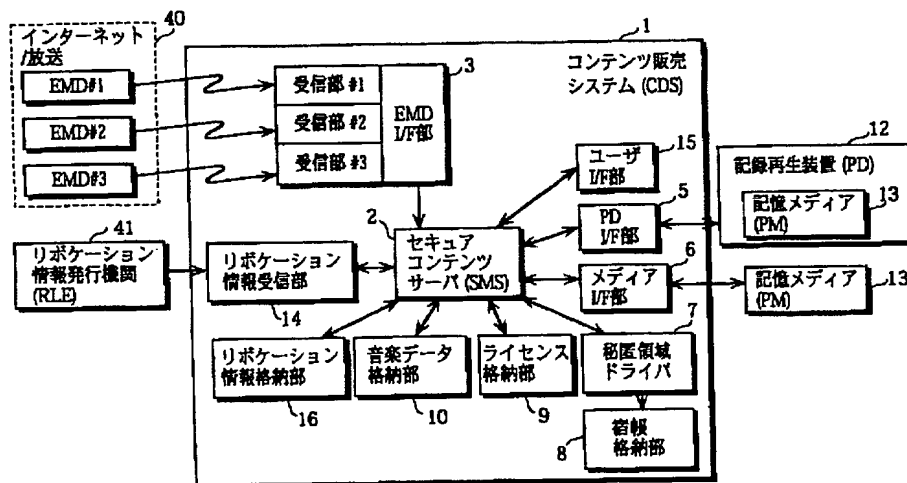 インターネット
/放送
40
EMD#1
EMD#2
EMD#3
1
コンテンツ販売
システム (CDS)
受信部 #1
受信部 #2
受信部 #3
EMD
I/F部
3
ユーザ
I/F部
15
PD
I/F部
5
メディア
I/F部
6
12
記録再生装置 (PD)
記憶メディア
(PM)
13
記憶メディア
(PM)
13
41
リボケーション
情報発行機関
(RLE)
リボケーション
情報受信部
14
2
セキュア
コンテンツ
サーバ (SMS)
リボケーション
情報格納部
16
音楽データ
格納部
10
ライセンス
格納部
9
7
秘匿領域
ドライバ
宿帳
格納部
8